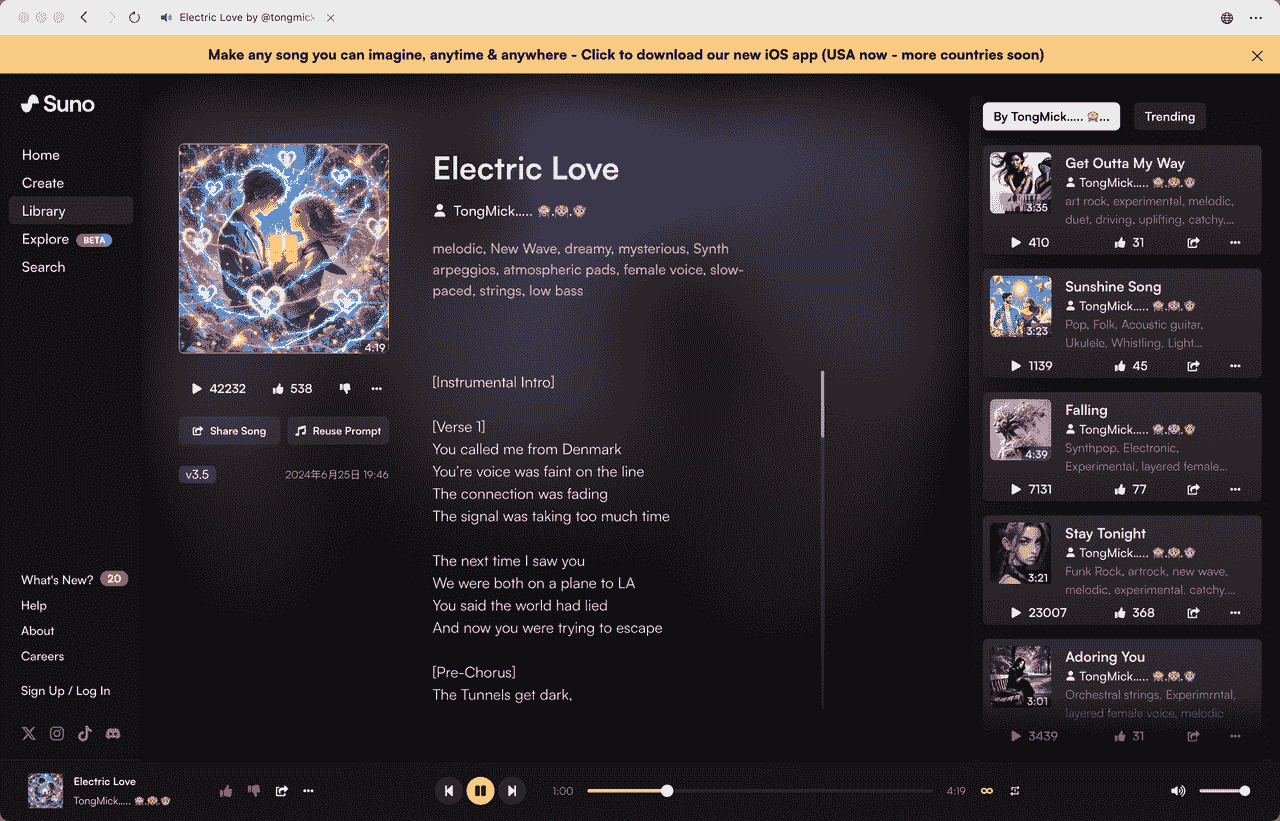 Electric Love by @tongmick
Make any song you can imagine, anytime & anywhere - Click to download our new iOS app (USA now - more countries soon)
Suno
Home
Create
Library
Explore BETA
Search
What's New? 20
Help
About
Careers
Sign Up / Log In
4:19
42232 538
Share Song Reuse Prompt
v3.5 2024年6月25日 19:46
Electric Love
TongMick.....
melodic, New Wave, dreamy, mysterious, Synth
arpeggios, atmospheric pads, female voice, slow-
paced, strings, low bass
[Instrumental Intro]
[Verse 1]
You called me from Denmark
You're voice was faint on the line
The connection was fading
The signal was taking too much time
The next time I saw you
We were both on a plane to LA
You said the world had lied
And now you were trying to escape
[Pre-Chorus]
The Tunnels get dark,
By TongMick..... 🙊... Trending
Get Outta My Way
TongMick..... 🙊.🙉.🙈
art rock, experimental, melodic,
duet, driving, uplifting, catchy....
3:35
410 31
Sunshine Song
TongMick..... 🙊.🙉.🙈
Pop, Folk, Acoustic guitar,
Ukulele, Whistling, Light...
3:23
1139 45
Falling
TongMick..... 🙊.🙉.🙈
Synthpop, Electronic,
Experimental, layered female...
4:39
7131 77
Stay Tonight
TongMick..... 🙊.🙉.🙈
Funk Rock, artrock, new wave,
melodic, experimental, catchy....
3:21
23007 368
Adoring You
TongMick..... 🙊.🙉.🙈
Orchestral strings, Experimrntal,
layered female voice, melodic
3:01
3439 31
Electric Love
TongMick..... 🙊.🙉.🙈
1:00 4:19